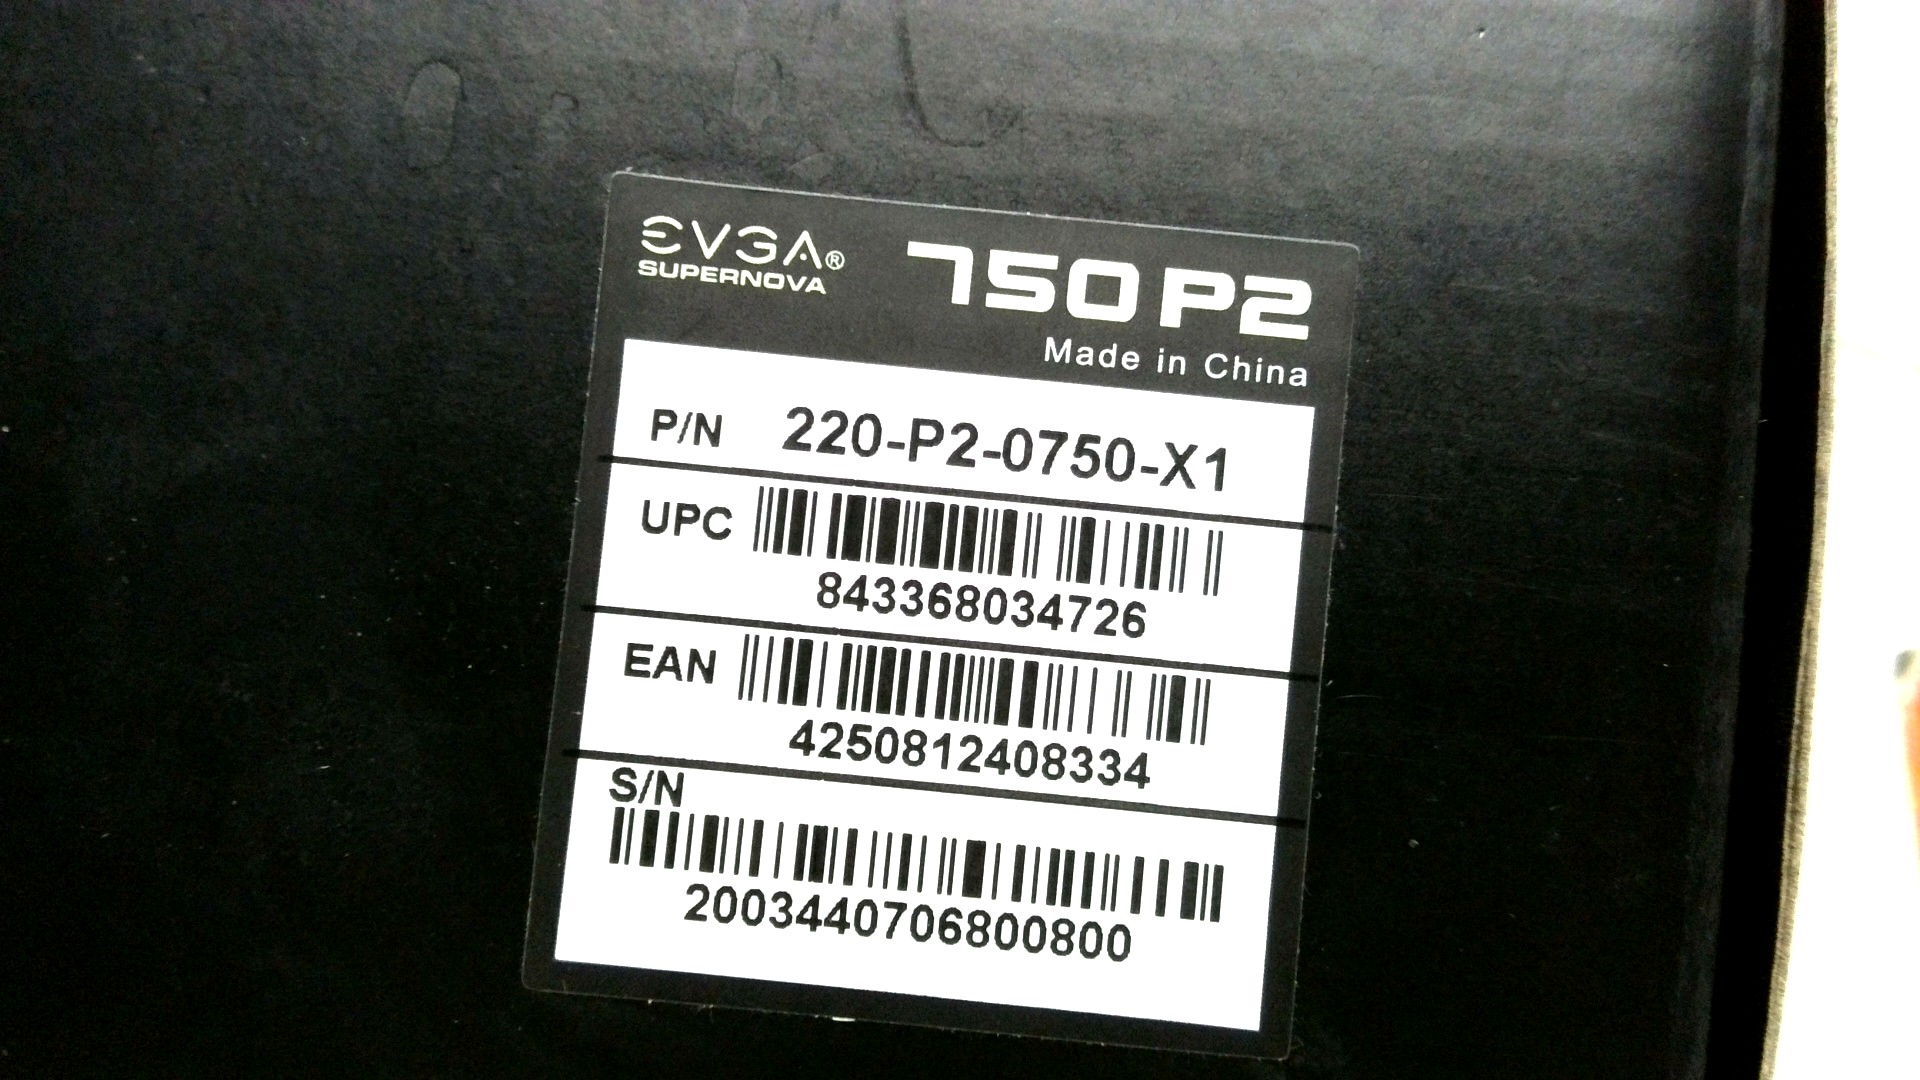 EVGA® 750 P2
SUPERNOVA
Made in China
P/N 220-P2-0750-X1
UPC
843368034726
EAN
4250812408334
S/N
2003440706800800